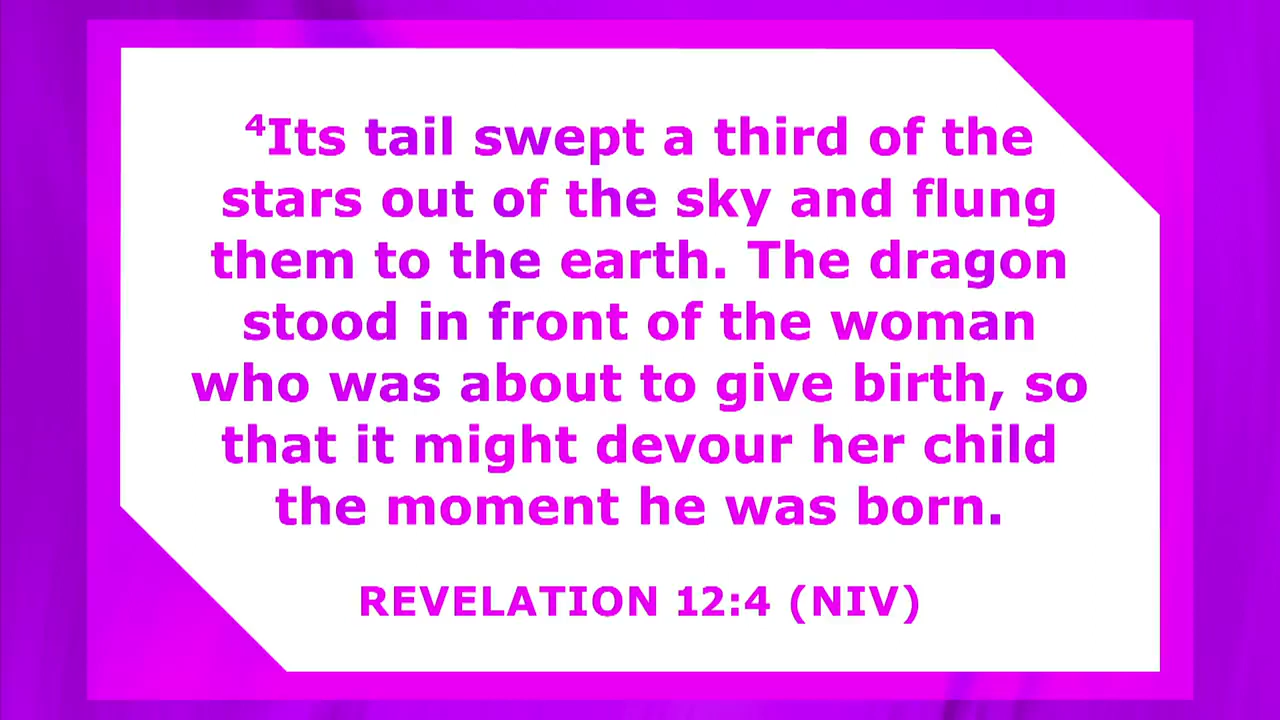 ⁴Its tail swept a third of the
stars out of the sky and flung
them to the earth. The dragon
stood in front of the woman
who was about to give birth, so
that it might devour her child
the moment he was born.
REVELATION 12:4 (NIV)